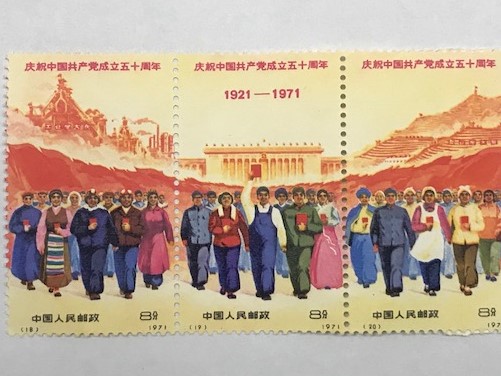 庆祝中国共产党成立五十周年
庆祝中国共产党成立五十周年
庆祝中国共产党成立五十周年
1921—1971
中国人民邮政 8分
(18) 1971
中国人民邮政 8分
(19) 1971
中国人民邮政 8分
(20) 1971